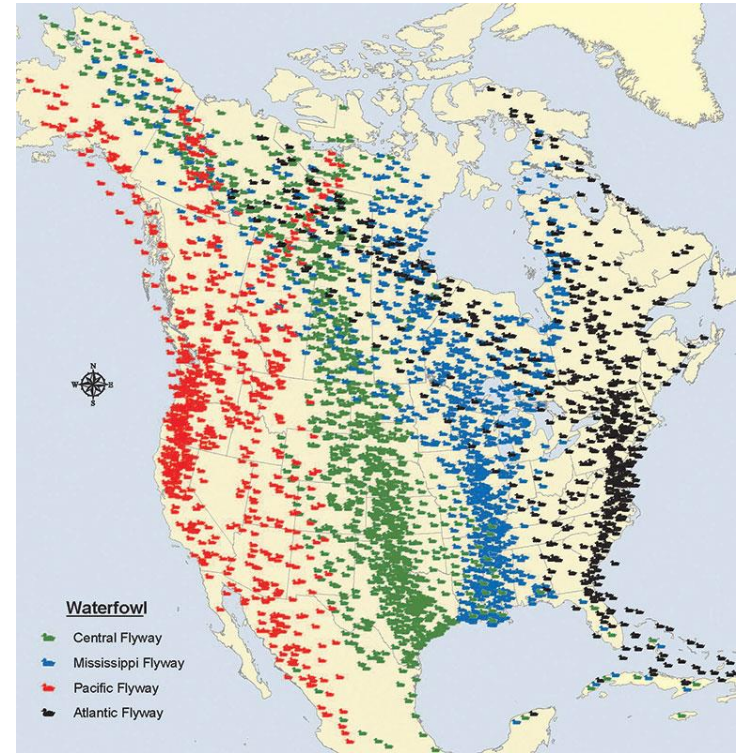 N
W E
S
Waterfowl
Central Flyway
Mississippi Flyway
Pacific Flyway
Atlantic Flyway